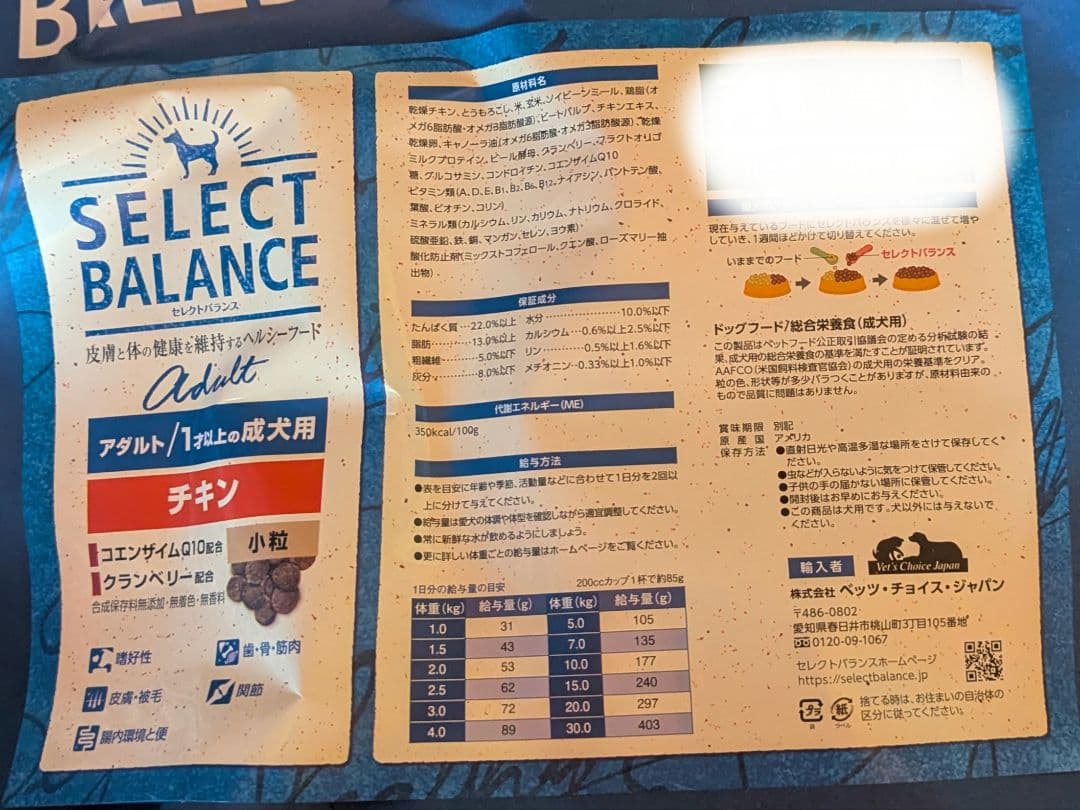 SELECT
BALANCE
セレクトバランス
皮膚と体の健康を維持するヘルシーフード
adult
アダルト/1才以上の成犬用
チキン
コエンザイムQ10配合
クランベリー配合
小粒
合成保存料無添加・無着色・無香料
嗜好性
歯・骨・筋肉
皮膚・被毛
関節
腸内環境と便
原材料名
乾燥チキン、とうもろこし、米、玄米、ソイビーンミール、鶏脂(オ
メガ6脂肪酸・オメガ3脂肪酸源)、ビートパルプ、チキンエキス、
乾燥卵、キャノーラ油(オメガ6脂肪酸・オメガ3脂肪酸源)、乾燥
ミルクプロテイン、ビール酵母、クランベリー、フラクトオリゴ
糖、グルコサミン、コンドロイチン、コエンザイムQ10
ビタミン類(A、D、E、B1、B2、B6、B12、ナイアシン、パントテン酸、
葉酸、ビオチン、コリン)、
ミネラル類(カルシウム、リン、カリウム、ナトリウム、クロライド、
硫酸亜鉛、鉄、銅、マンガン、セレン、ヨウ素)、
酸化防止剤(ミックストコフェロール、クエン酸、ローズマリー抽
出物)
保証成分
たんぱく質…22.0%以上 水分…10.0%以下
脂肪…13.0%以上 カルシウム…0.6%以上2.5%以下
粗繊維…5.0%以下 リン…0.5%以上1.6%以下
灰分…8.0%以下 メチオニン…0.33%以上1.0%以下
代謝エネルギー(ME)
350kcal/100g
給与方法
●表を目安に年齢や季節、活動量などに合わせて1日分を2回以
上に分けて与えてください。
●給与量は愛犬の体調や体型を確認しながら適宜調整してください。
●常に新鮮な水が飲めるようにしましょう。
●更に詳しい体重ごとの給与量はホームページをご覧ください。
1日分の給与量の目安 200ccカップ1杯で約85g
体重(kg) 給与量(g) 体重(kg) 給与量(g)
1.0 31 5.0 105
1.5 43 7.0 135
2.0 53 10.0 177
2.5 62 15.0 240
3.0 72 20.0 297
4.0 89 30.0 403
現在与えているフードにセレクトバランスを徐々に混ぜて増や
していき、1週間ほどかけて切り替えてください。
いままでのフード セレクトバランス
ドッグフード/総合栄養食(成犬用)
この製品はペットフード公正取引協議会の定める分析試験の結
果、成犬用の総合栄養食の基準を満たすことが証明されています。
AAFCO(米国飼料検査官協会)の成犬用の栄養基準をクリア。
粒の色、形状等が多少バラつくことがありますが、原材料由来の
もので品質に問題はありません。
賞味期限 別記
原産国 アメリカ
保存方法 ●直射日光や高温多湿な場所をさけて保存してく
ださい。
●虫などが入らないように気をつけて保管してください。
●子供の手の届かない場所に保管してください。
●開封後はお早めにお与えください。
●この商品は犬用です。犬以外には与えないで
ください。
輸入者
Vet's Choice Japan
株式会社 ベッツ・チョイス・ジャパン
〒486-0802
愛知県春日井市桃山町3丁目105番地
0120-09-1067
セレクトバランスホームページ
https://selectbalance.jp
プラ
袋
紙
ラベル
捨てる時は、お住まいの自治体の
区分に従ってください。